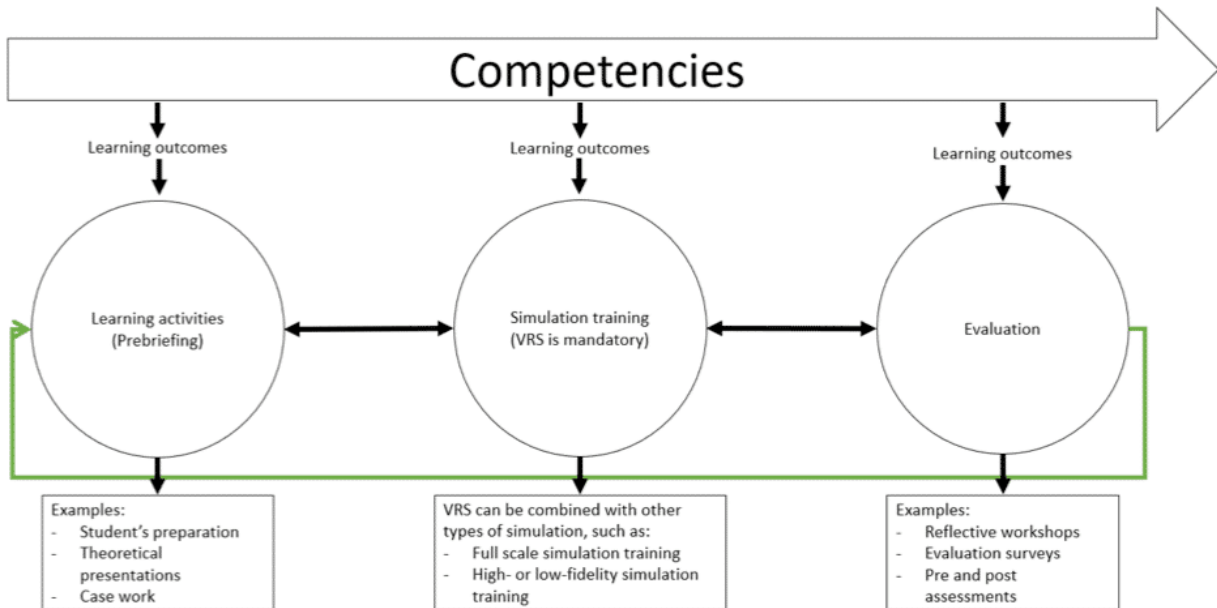 Competencies
Learning outcomes
Learning outcomes
Learning outcomes
Learning activities
(Prebriefing)
Simulation training
(VRS is mandatory)
Evaluation
Examples:
- Student’s preparation
- Theoretical
presentations
- Case work
VRS can be combined with other
types of simulation, such as:
- Full scale simulation training
- High- or low-fidelity simulation
training
Examples:
- Reflective workshops
- Evaluation surveys
- Pre and post
assessments